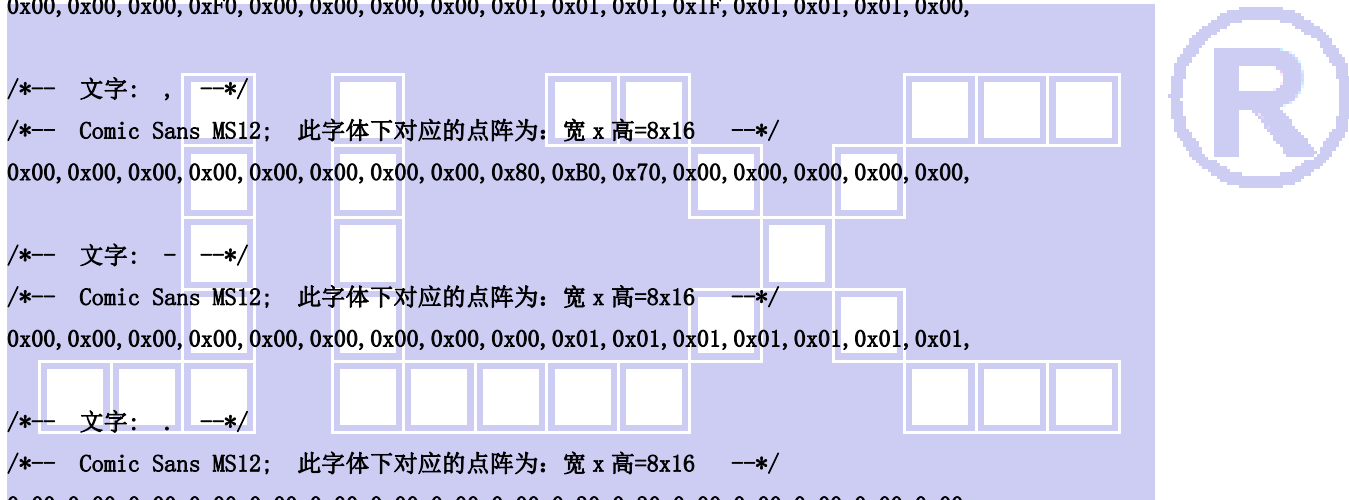 0x00,0x00,0x00,0xF0,0x00,0x00,0x00,0x00,0x01,0x01,0x01,0x1F,0x01,0x01,0x01,0x00,
/*--  文字:  ,  --*/
/*--  Comic Sans MS12;  此字体下对应的点阵为：宽 x 高=8x16   --*/
0x00,0x00,0x00,0x00,0x00,0x00,0x00,0x00,0x80,0xB0,0x70,0x00,0x00,0x00,0x00,0x00,
/*--  文字:  -  --*/
/*--  Comic Sans MS12;  此字体下对应的点阵为：宽 x 高=8x16   --*/
0x00,0x00,0x00,0x00,0x00,0x00,0x00,0x00,0x00,0x01,0x01,0x01,0x01,0x01,0x01,0x01,
/*--  文字:  .  --*/
/*--  Comic Sans MS12;  此字体下对应的点阵为：宽 x 高=8x16   --*/
®